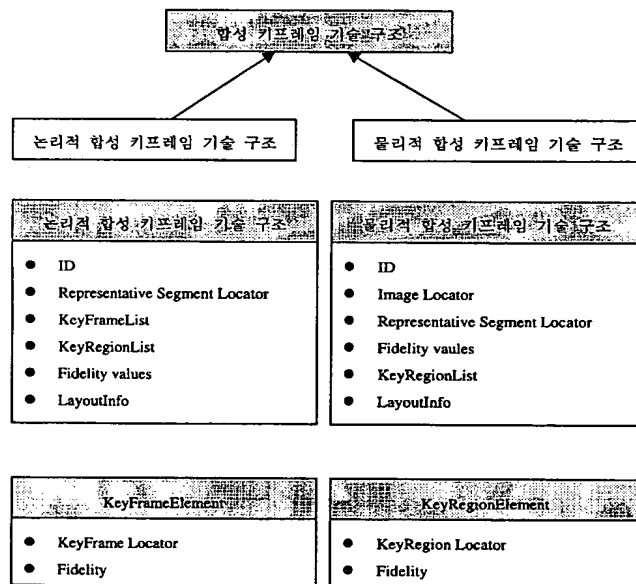 합성 키프레임 기술 구조
논리적 합성 키프레임 기술 구조
물리적 합성 키프레임 기술 구조
논리적 합성 키프레임 기술 구조
● ID
● Representative Segment Locator
● KeyFrameList
● KeyRegionList
● Fidelity values
● LayoutInfo
물리적 합성 키프레임 기술 구조
● ID
● Image Locator
● Representative Segment Locator
● Fidelity vaules
● KeyRegionList
● LayoutInfo
KeyFrameElement
● KeyFrame Locator
● Fidelity
KeyRegionElement
● KeyRegion Locator
● Fidelity